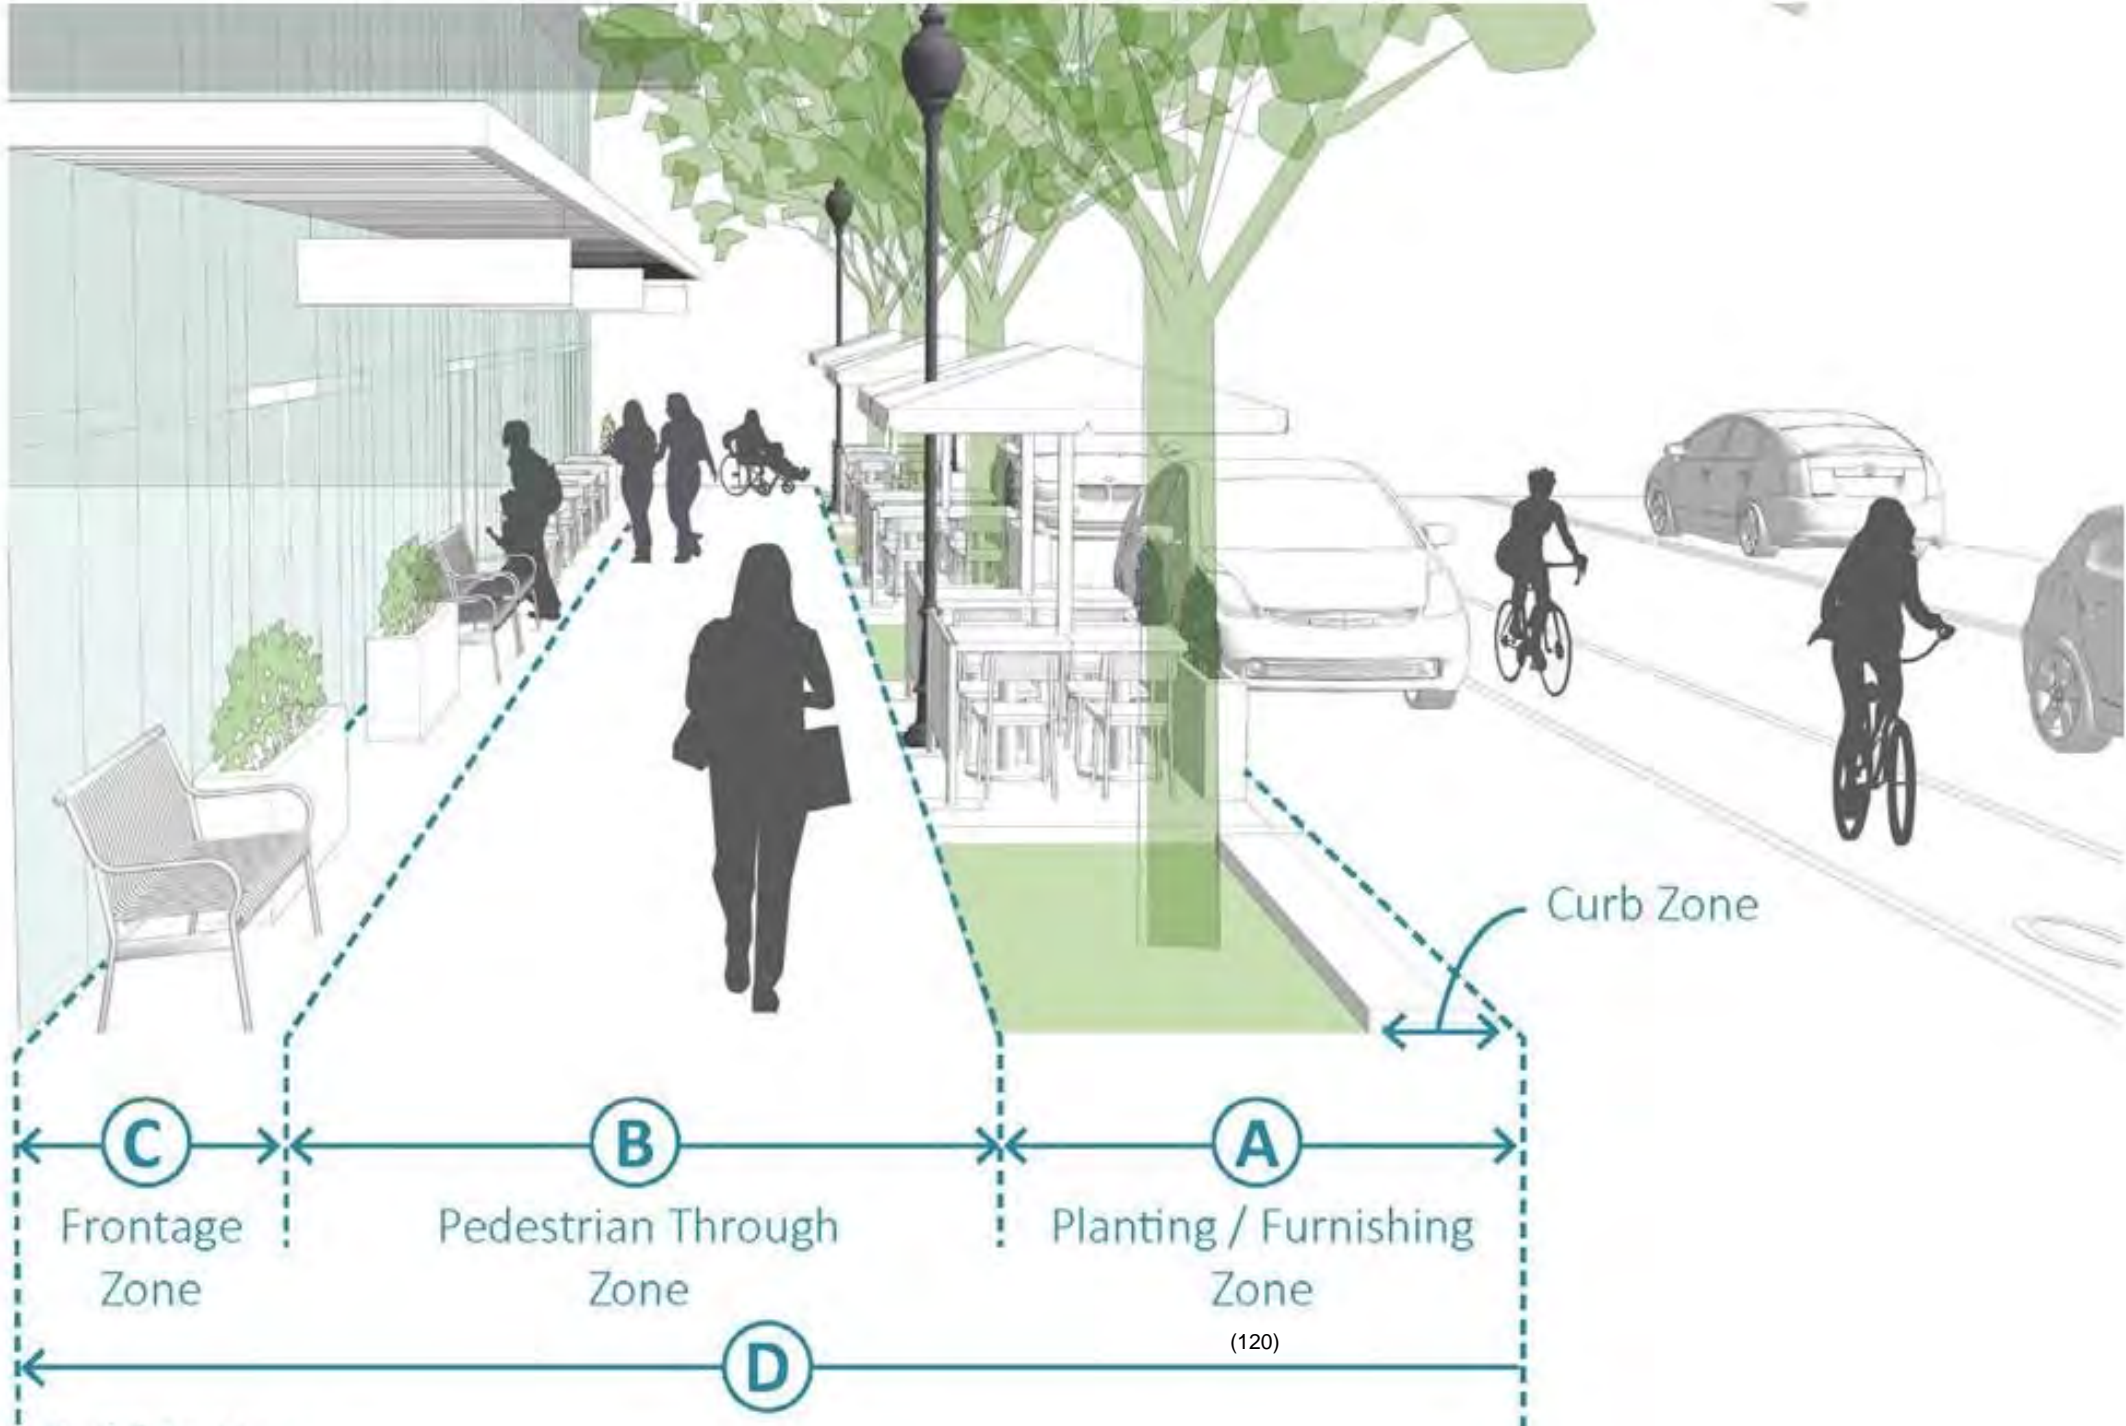 Curb Zone
C
B
A
Frontage
Zone
Pedestrian Through
Zone
Planting / Furnishing
Zone
(120)
D